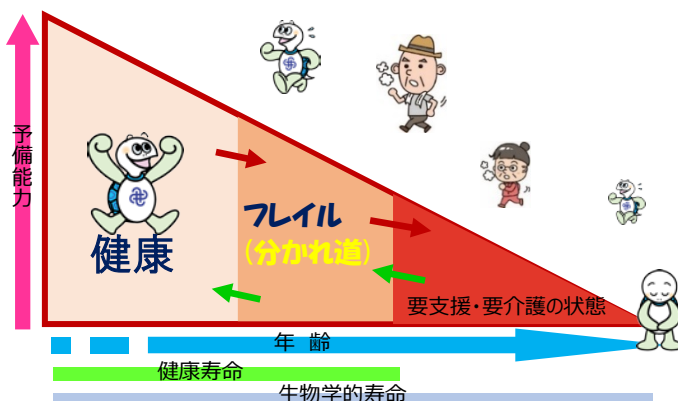 予備能力
健康
フレイル
(分かれ道)
要支援・要介護の状態
年 齢
健康寿命
生物学的寿命